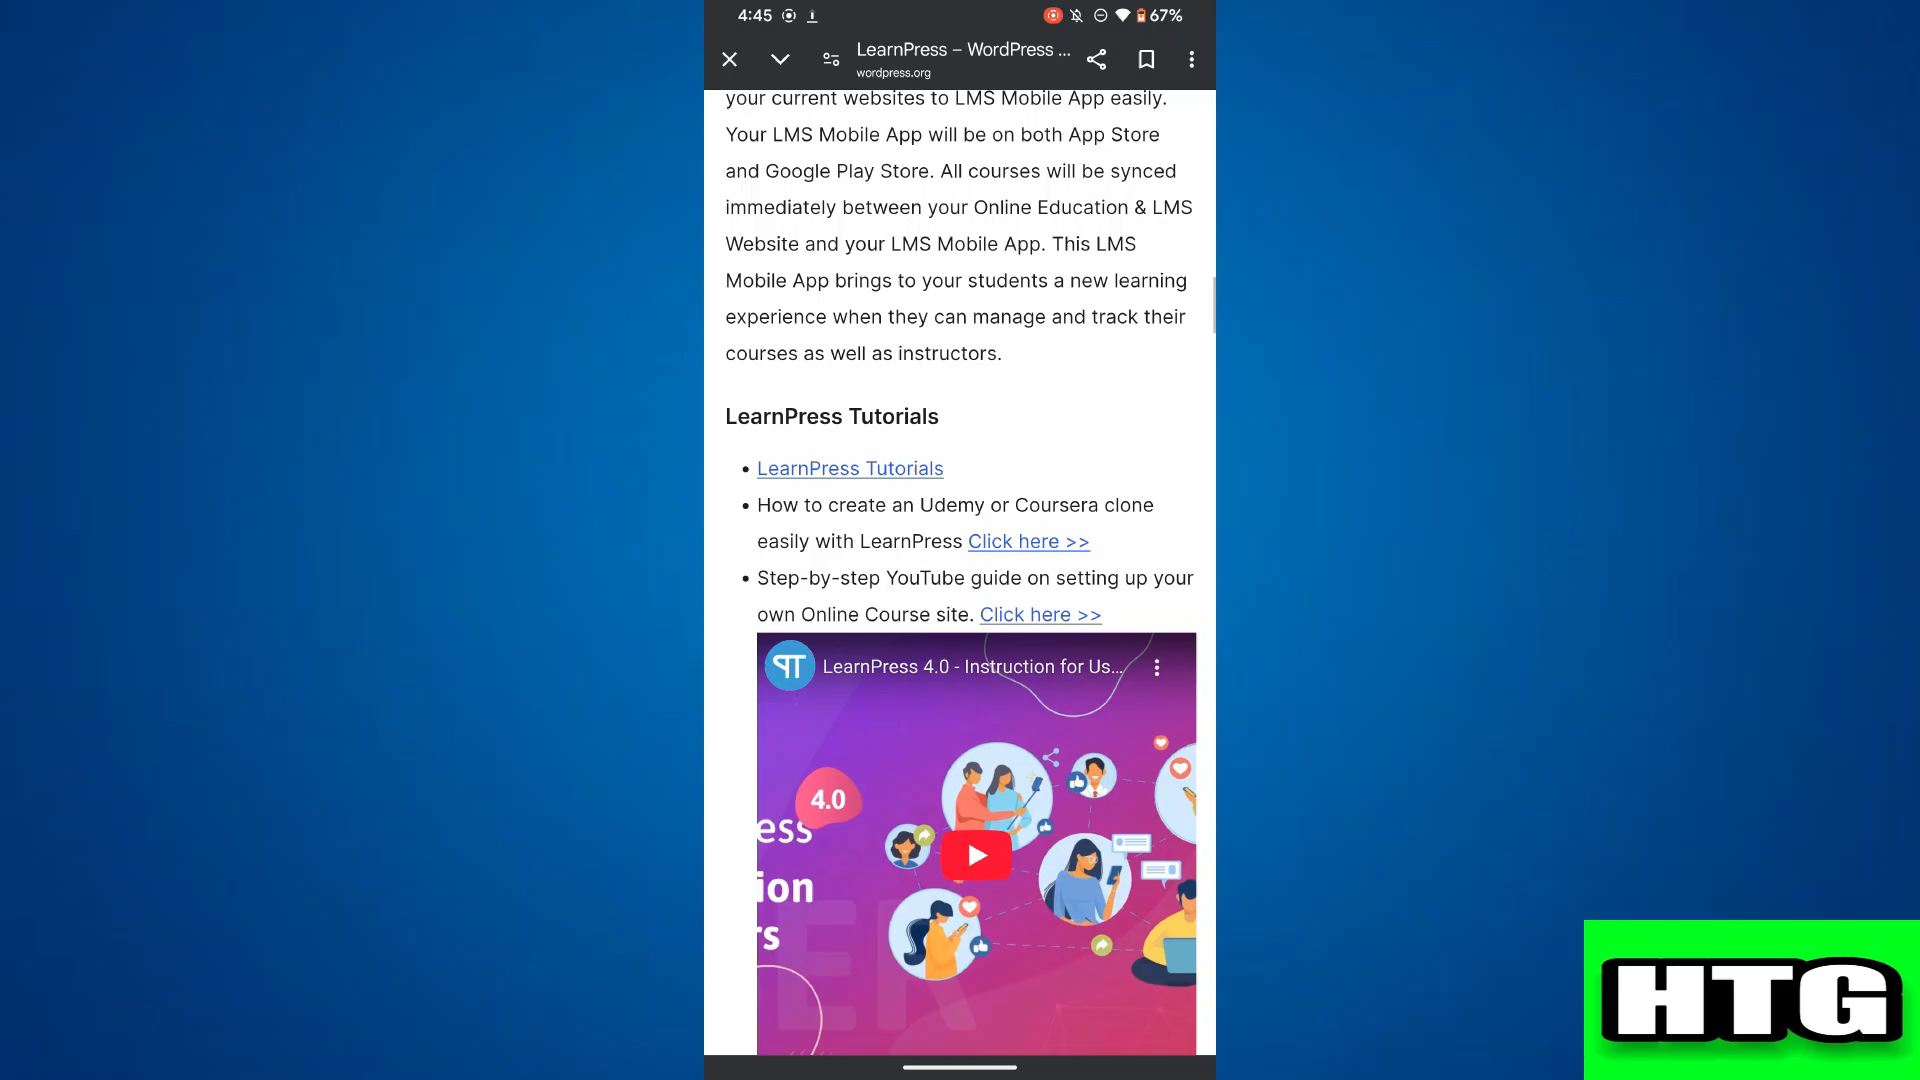 4:45
67%
LearnPress – WordPress ...
wordpress.org
your current websites to LMS Mobile App easily.
Your LMS Mobile App will be on both App Store
and Google Play Store. All courses will be synced
immediately between your Online Education & LMS
Website and your LMS Mobile App. This LMS
Mobile App brings to your students a new learning
experience when they can manage and track their
courses as well as instructors.
LearnPress Tutorials
• LearnPress Tutorials
• How to create an Udemy or Coursera clone
easily with LearnPress Click here >>
• Step-by-step YouTube guide on setting up your
own Online Course site. Click here >>
LearnPress 4.0 - Instruction for Us...
4.0
ess
ion
rs
ER
HTG